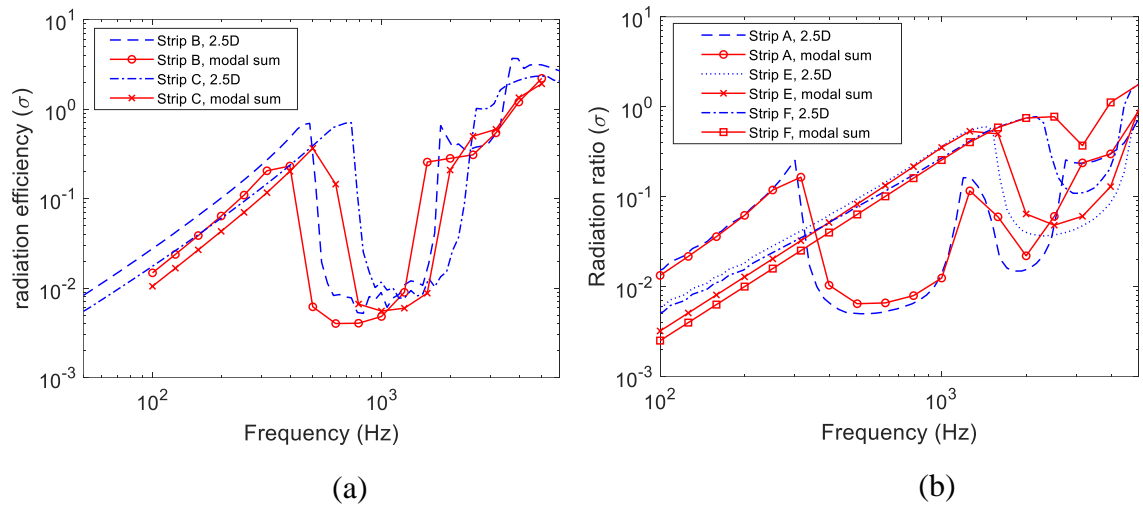 10^1
10^0
10^-1
10^-2
10^-3
radiation efficiency (σ)
Strip B, 2.5D
Strip B, modal sum
Strip C, 2.5D
Strip C, modal sum
10^2
10^3
Frequency (Hz)
(a)
10^1
10^0
10^-1
10^-2
10^-3
Radiation ratio (σ)
Strip A, 2.5D
Strip A, modal sum
Strip E, 2.5D
Strip E, modal sum
Strip F, 2.5D
Strip F, modal sum
10^2
10^3
Frequency (Hz)
(b)